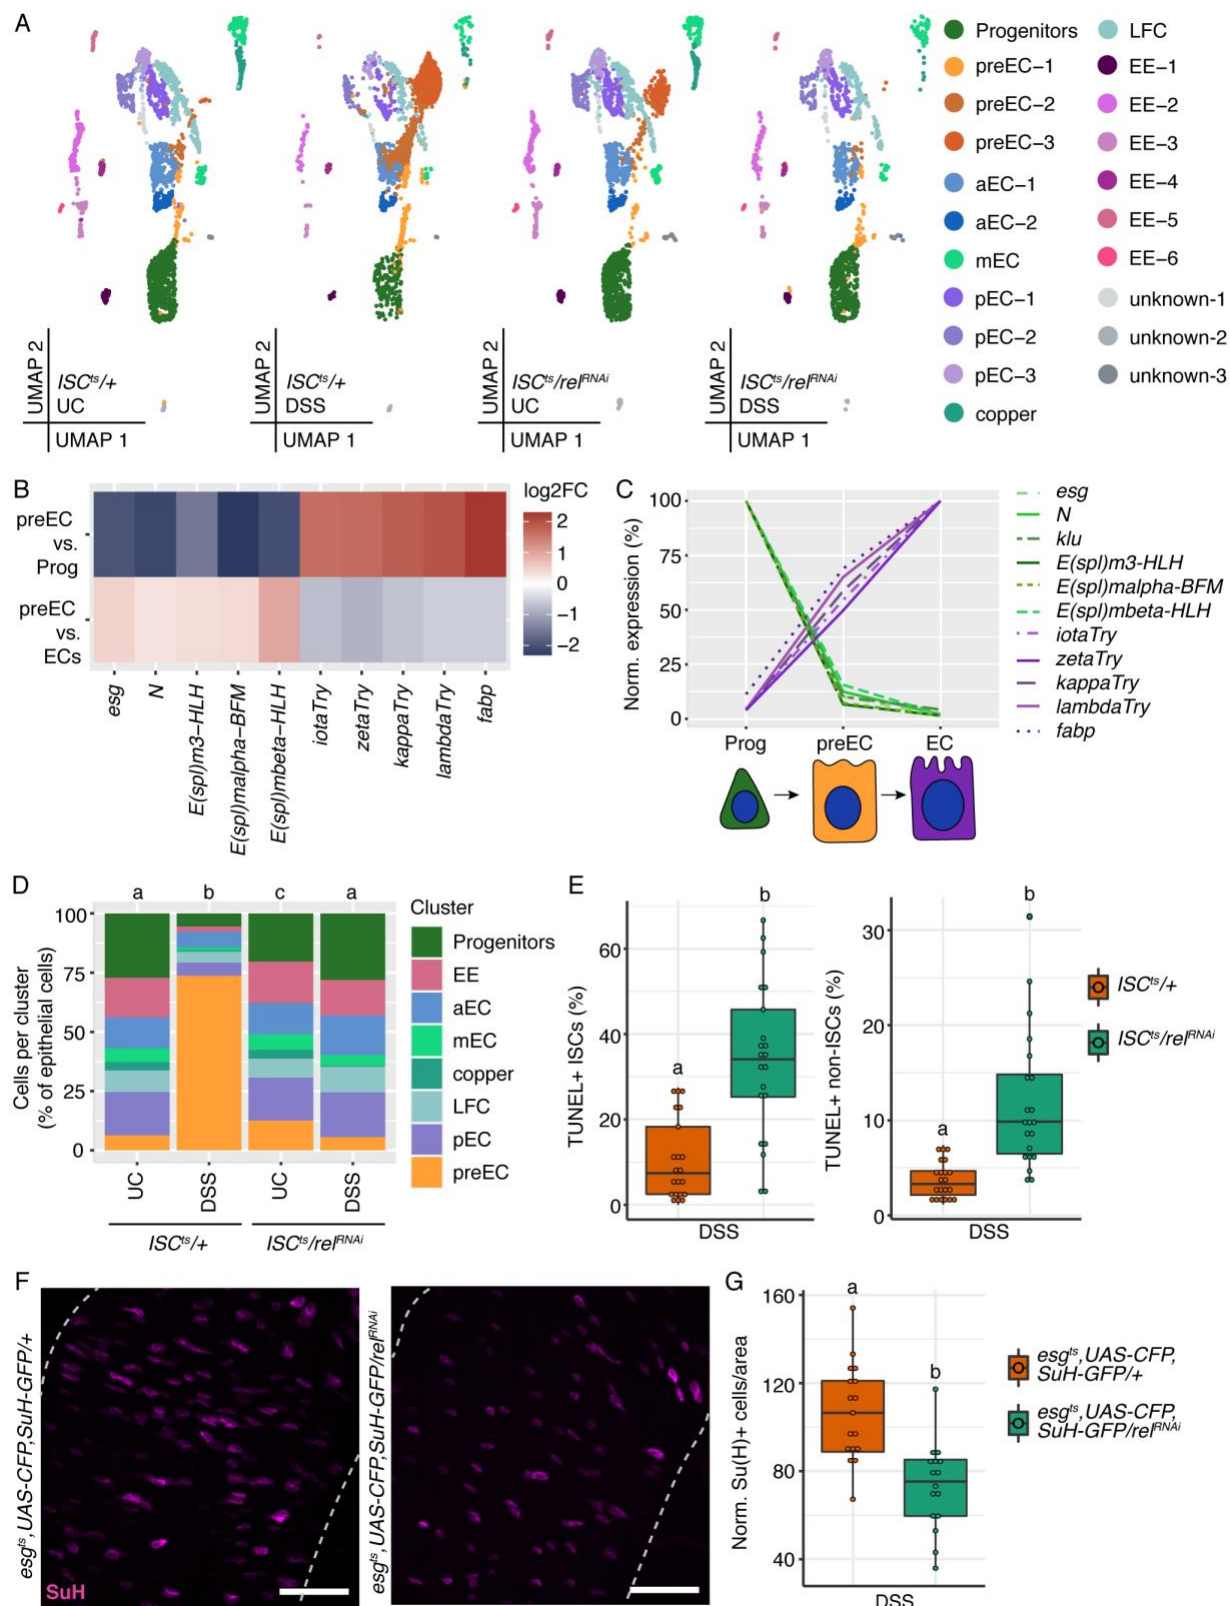 A
Progenitors
preEC−1
preEC−2
preEC−3
aEC−1
aEC−2
mEC
pEC−1
pEC−2
pEC−3
copper
LFC
EE−1
EE−2
EE−3
EE−4
EE−5
EE−6
unknown-1
unknown-2
unknown-3
UMAP 2
ISCts/+
UC
UMAP 1
UMAP 2
ISCts/+
DSS
UMAP 1
UMAP 2
ISCts/relRNAi
UC
UMAP 1
UMAP 2
ISCts/relRNAi
DSS
UMAP 1
B
preEC
vs.
Prog
preEC
vs.
ECs
log2FC
2
1
0
−1
−2
esg
N
E(spl)m3−HLH
E(spl)malpha−BFM
E(spl)mbeta−HLH
iotaTry
zetaTry
kappaTry
lambdaTry
fabp
C
Norm. expression (%)
100
75
50
25
0
Prog
preEC
EC
esg
N
klu
E(spl)m3-HLH
E(spl)malpha-BFM
E(spl)mbeta-HLH
iotaTry
zetaTry
kappaTry
lambdaTry
fabp
D
Cells per cluster
(% of epithelial cells)
a b c a
100
75
50
25
0
UC
DSS
UC
DSS
ISCts/+
ISCts/relRNAi
Cluster
Progenitors
EE
aEC
mEC
copper
LFC
pEC
preEC
E
TUNEL+ ISCs (%)
60
40
20
0
a
b
DSS
TUNEL+ non-ISCs (%)
30
20
10
0
a
b
DSS
ISCts/+
ISCts/relRNAi
F
esgts,UAS-CFP,SuH-GFP/+
SuH
esgts,UAS-CFP,SuH-GFP/relRNAi
G
Norm. Su(H)+ cells/area
160
120
80
40
a
b
DSS
esgts,UAS-CFP,
SuH-GFP/+
esgts,UAS-CFP,
SuH-GFP/relRNAi